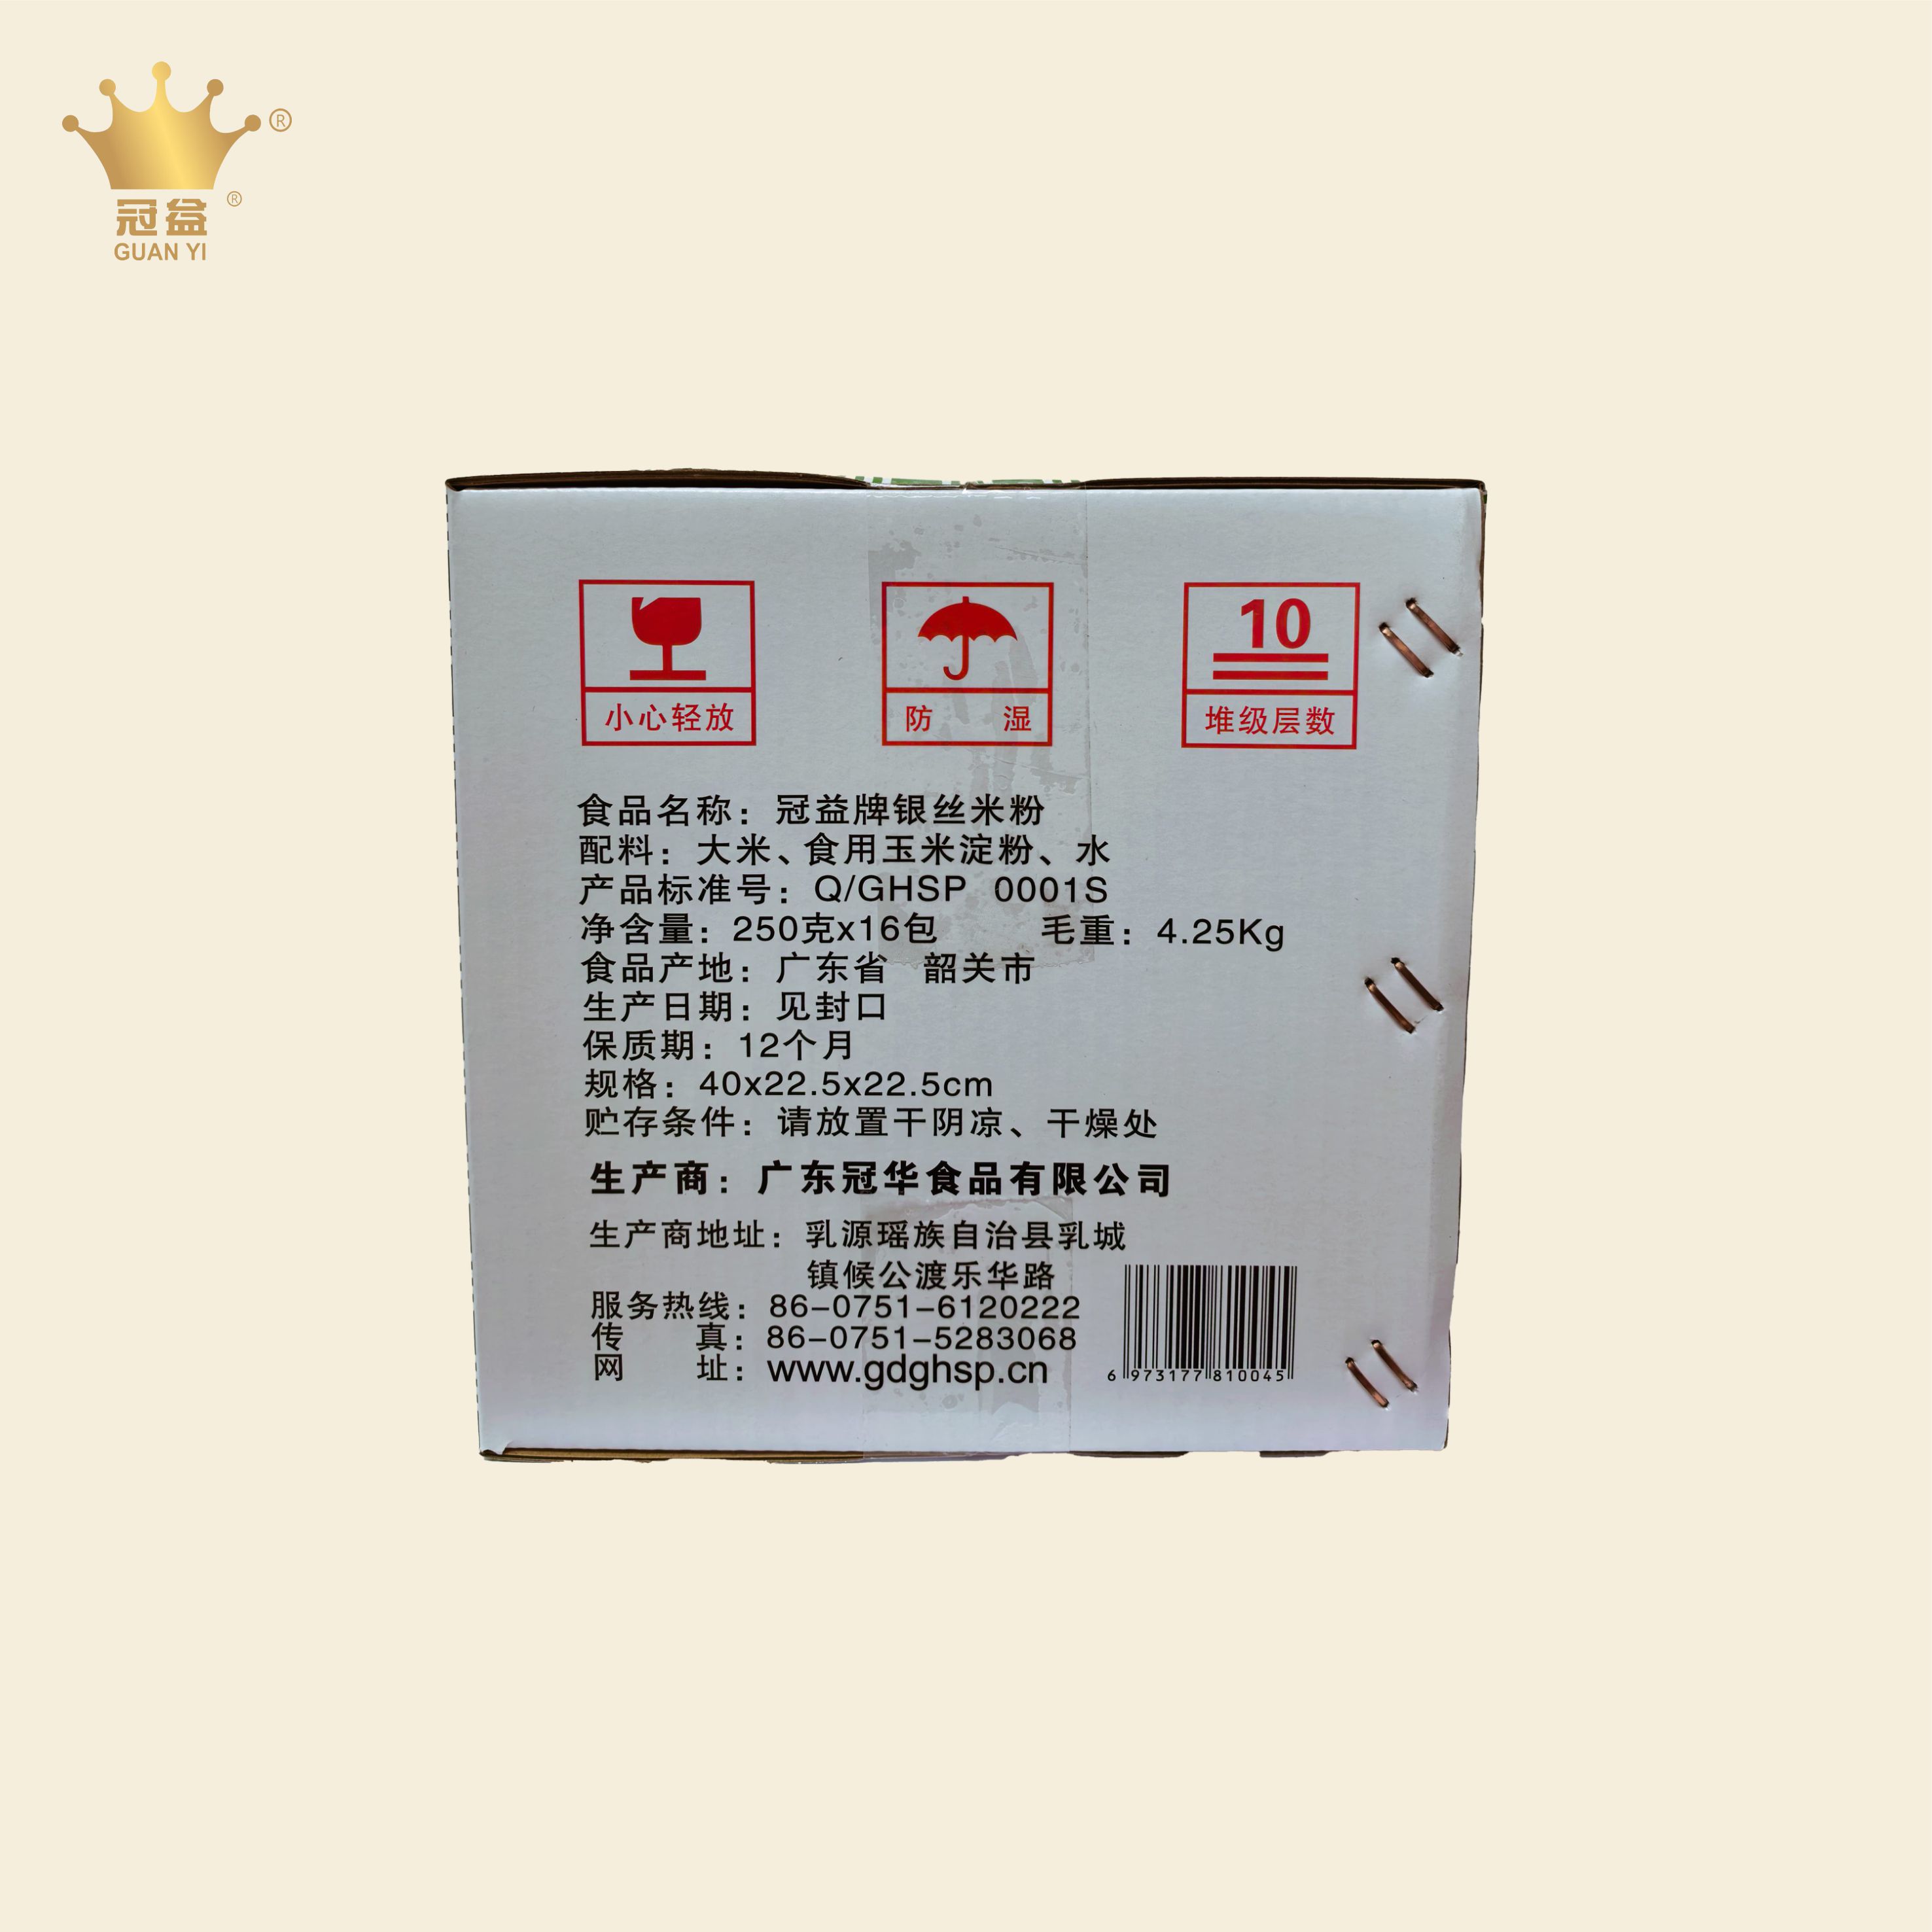 ®
冠益®
GUAN YI
10
小心轻放
防 湿
堆级层数
食品名称：冠益牌银丝米粉
配料：大米、食用玉米淀粉、水
产品标准号：Q/GHSP 0001S
净含量：250克x16包 毛重：4.25Kg
食品产地：广东省 韶关市
生产日期：见封口
保质期：12个月
规格：40x22.5x22.5cm
贮存条件：请放置干阴凉、干燥处
生产商：广东冠华食品有限公司
生产商地址：乳源瑶族自治县乳城
镇候公渡乐华路
服务热线：86-0751-6120222
传 真：86-0751-5283068
网 址：www.gdghsp.cn
6 973177 810045